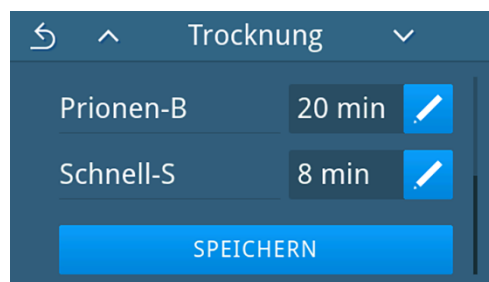 Trocknung
Prionen-B 20 min
Schnell-S 8 min
SPEICHERN